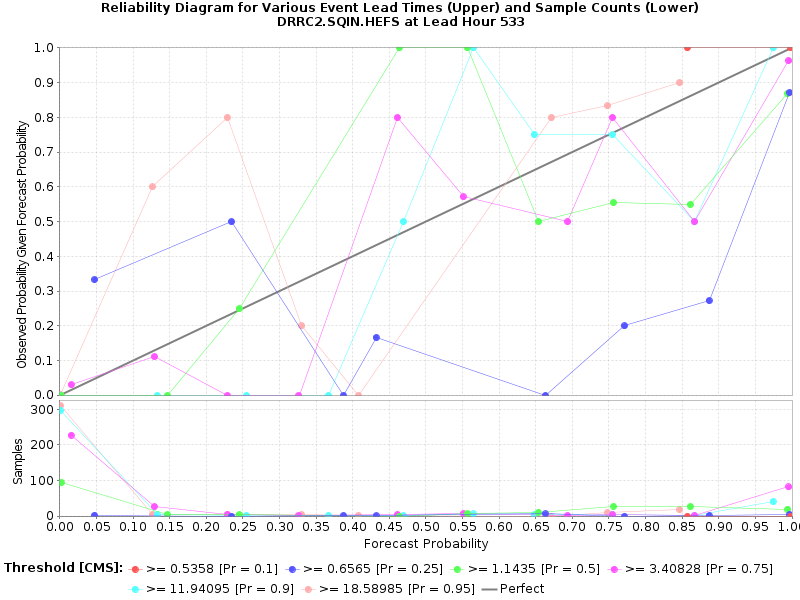 Reliability Diagram for Various Event Lead Times (Upper) and Sample Counts (Lower)
DRRC2.SQIN.HEFS at Lead Hour 533
Observed Probability Given Forecast Probability
1.0
0.9
0.8
0.7
0.6
0.5
0.4
0.3
0.2
0.1
0.0
Samples
300
200
100
0
0.00 0.05 0.10 0.15 0.20 0.25 0.30 0.35 0.40 0.45 0.50 0.55 0.60 0.65 0.70 0.75 0.80 0.85 0.90 0.95 1.0
Forecast Probability
Threshold [CMS]: >= 0.5358 [Pr = 0.1] >= 0.6565 [Pr = 0.25] >= 1.1435 [Pr = 0.5] >= 3.40828 [Pr = 0.75]
>= 11.94095 [Pr = 0.9] >= 18.58985 [Pr = 0.95] Perfect